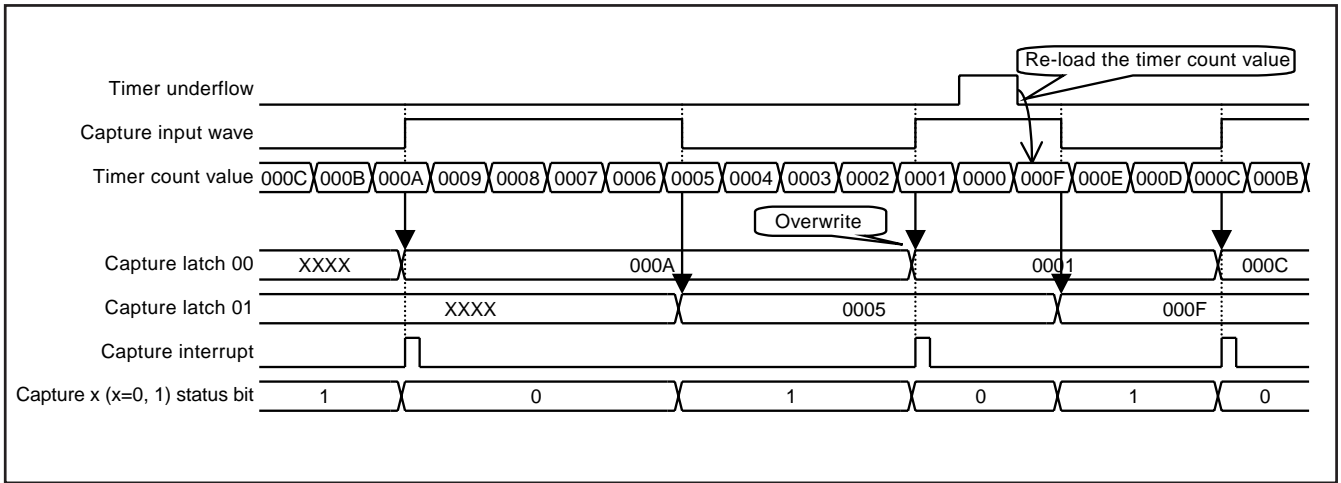 Re-load the timer count value
Timer underflow
Capture input wave
Timer count value 000C 000B 000A 0009 0008 0007 0006 0005 0004 0003 0002 0001 0000 000F 000E 000D 000C 000B
Overwrite
Capture latch 00 XXXX 000A 0001 000C
Capture latch 01 XXXX 0005 000F
Capture interrupt
Capture x (x=0, 1) status bit 1 0 1 0 1 0